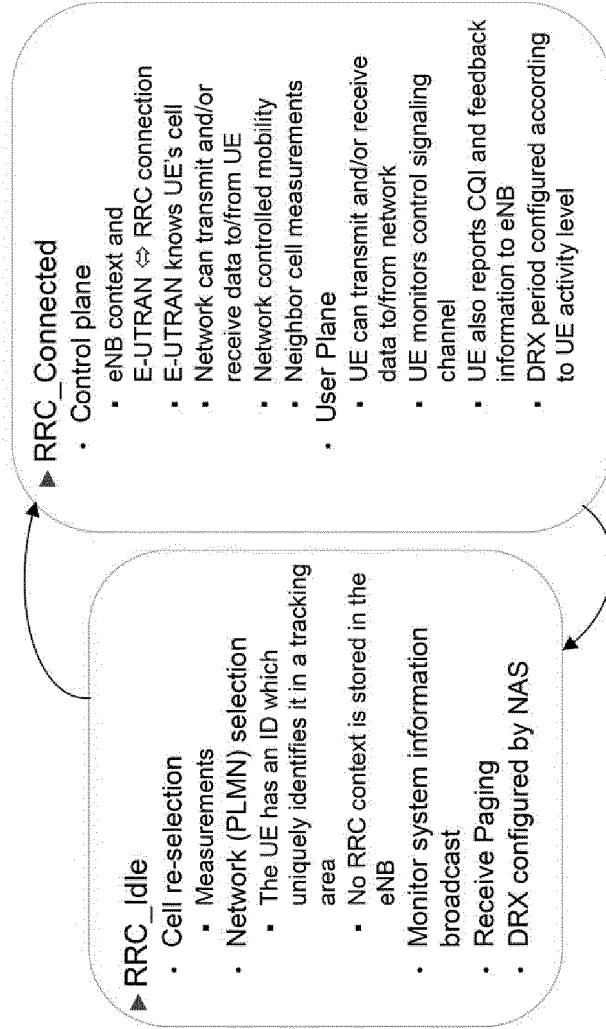 ▶ RRC_Idle
• Cell re-selection
▪ Measurements
• Network (PLMN) selection
▪ The UE has an ID which
uniquely identifies it in a tracking
area
▪ No RRC context is stored in the
eNB
• Monitor system information
broadcast
• Receive Paging
• DRX configured by NAS
▶ RRC_Connected
• Control plane
▪ eNB context and
E-UTRAN ⇔ RRC connection
▪ E-UTRAN knows UE's cell
▪ Network can transmit and/or
receive data to/from UE
▪ Network controlled mobility
▪ Neighbor cell measurements
• User Plane
▪ UE can transmit and/or receive
data to/from network
▪ UE monitors control signaling
channel
▪ UE also reports CQI and feedback
information to eNB
▪ DRX period configured according
to UE activity level